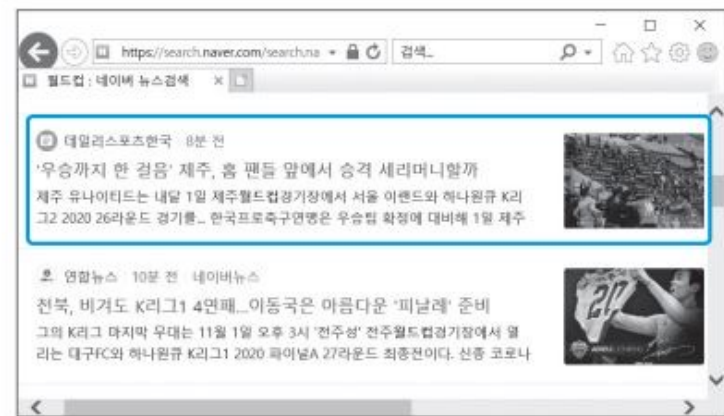 https://search.naver.com/search.na
검색...
월드컵 : 네이버 뉴스검색
데일리스포츠한국 8분 전
'우승까지 한 걸음' 제주, 홈 팬들 앞에서 승격 세리머니할까
제주 유나이티드는 내달 1일 제주월드컵경기장에서 서울 이랜드와 하나원큐 K리
그2 2020 26라운드 경기를... 한국프로축구연맹은 우승팀 확정에 대비해 1일 제주
연합뉴스 10분 전 네이버뉴스
전북, 비겨도 K리그1 4연패...이동국은 아름다운 '피날레' 준비
그의 K리그 마지막 무대는 11월 1일 오후 3시 '전주성' 전주월드컵경기장에서 열
리는 대구FC와 하나원큐 K리그1 2020 파이널A 27라운드 최종전이다. 신종 코로나
20